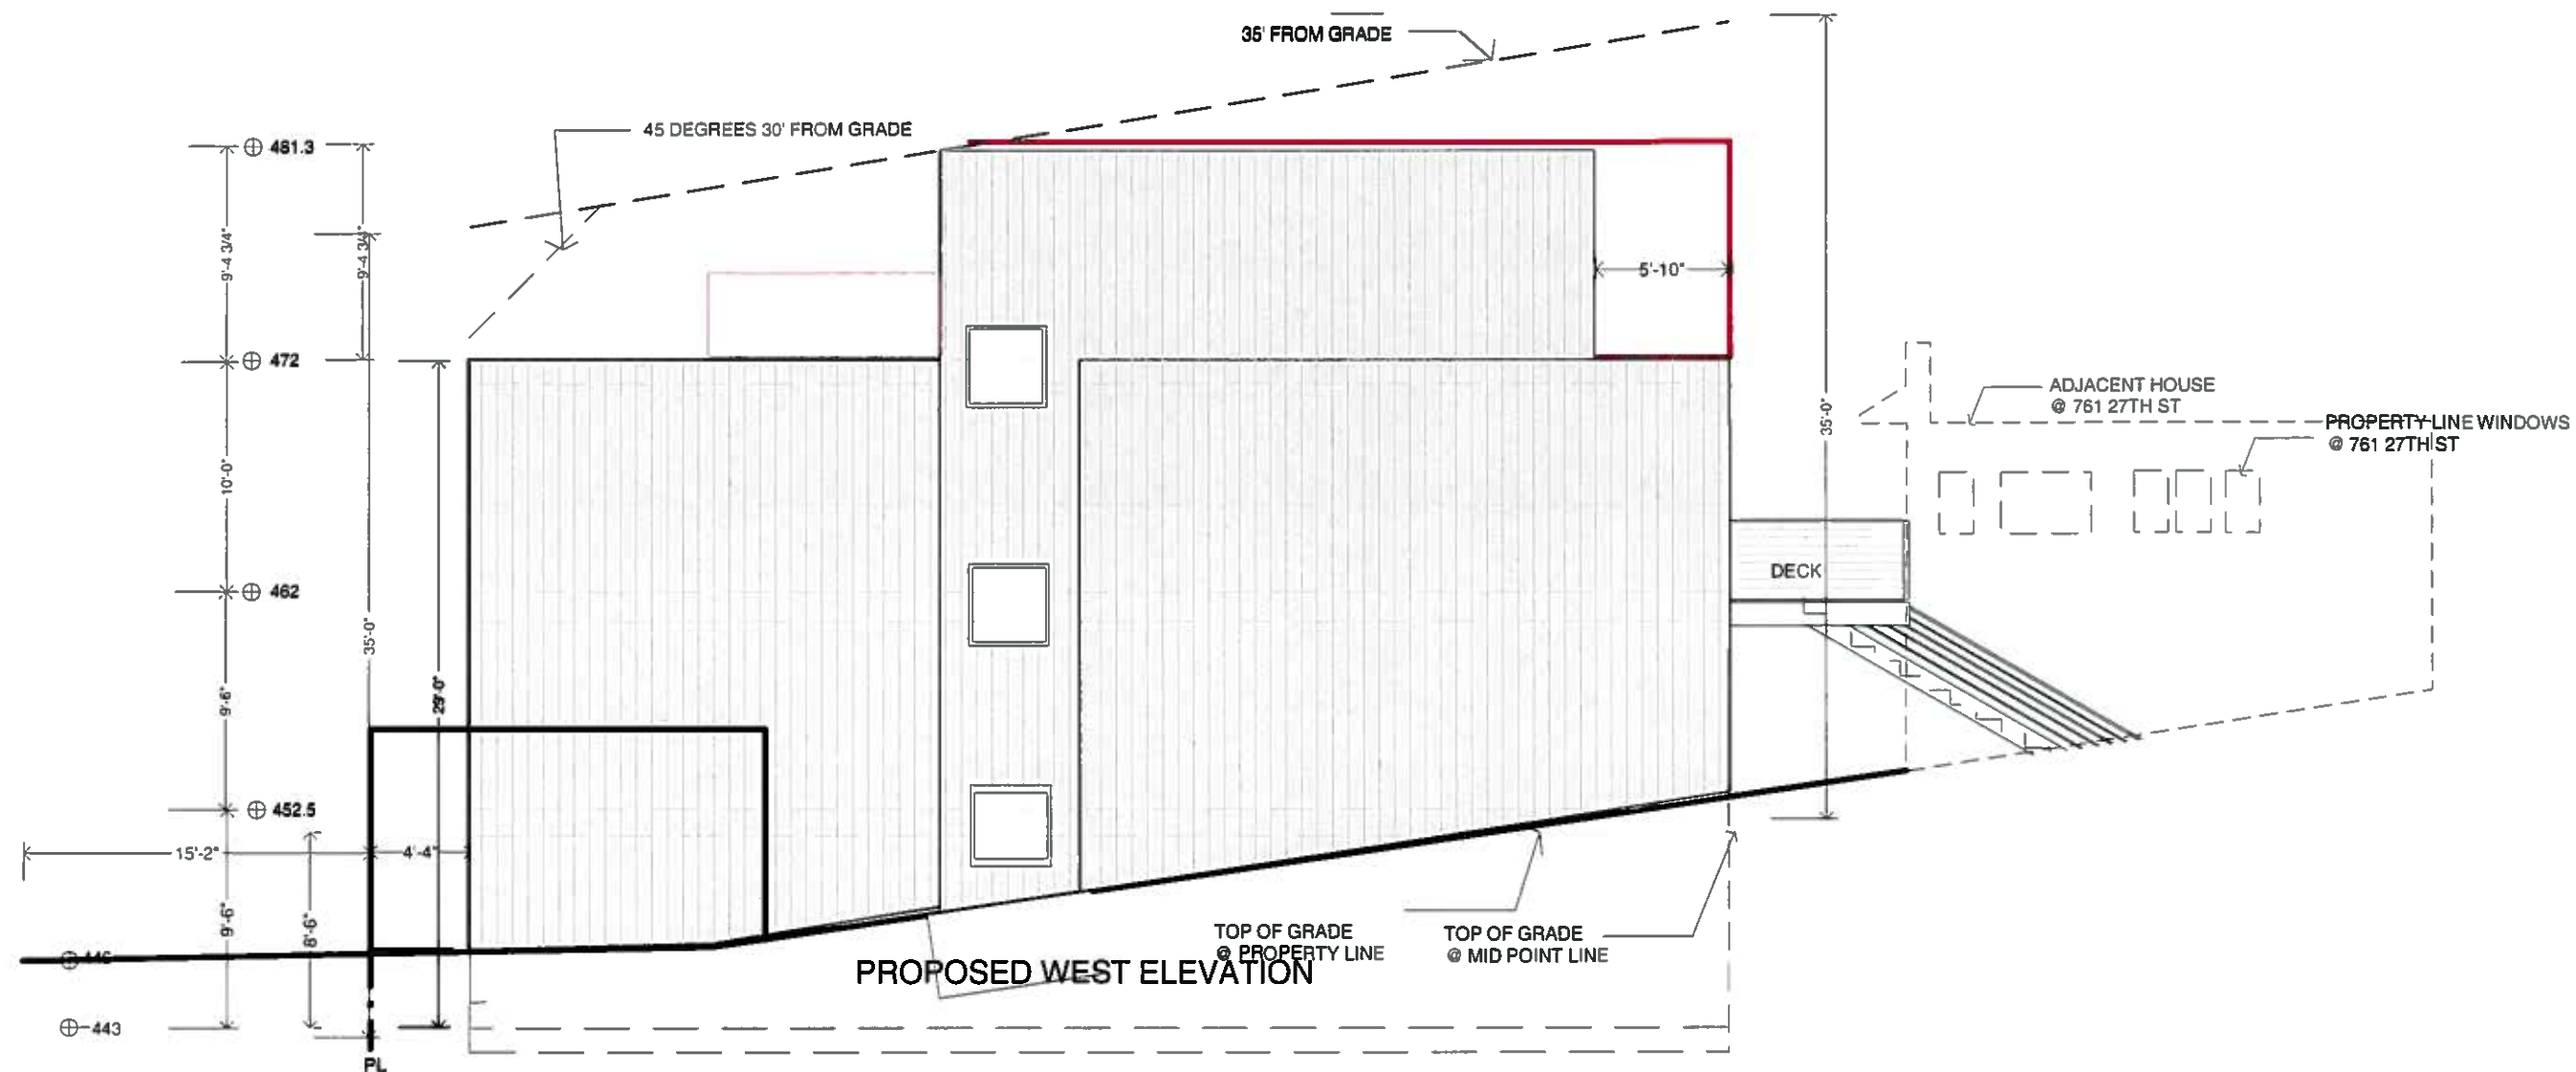 35' FROM GRADE
45 DEGREES 30' FROM GRADE
481.3
9'-4 3/4"
9'-4 3/4"
5'-10"
472
ADJACENT HOUSE
@ 761 27TH ST
PROPERTY LINE WINDOWS
@ 761 27TH ST
35'-0"
10'-0"
DECK
462
35'-0"
9'-6"
29'-0"
452.5
15'-2"
4'-4"
9'-6"
8'-6"
TOP OF GRADE
@ PROPERTY LINE
TOP OF GRADE
@ MID POINT LINE
PROPOSED WEST ELEVATION
443
PL